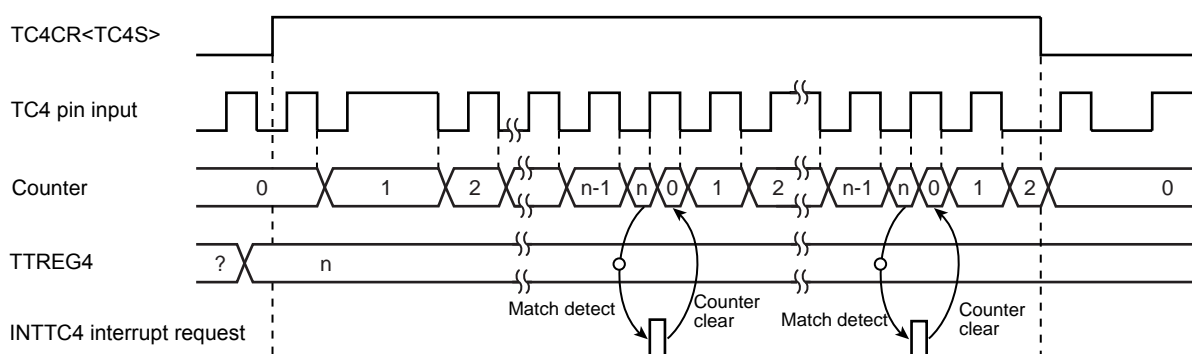 TC4CR<TC4S>
TC4 pin input
Counter
0
1
2
n-1
n
0
1
2
n-1
n
0
1
2
0
TTREG4
?
n
Match detect
Counter
clear
Match detect
Counter
clear
INTTC4 interrupt request